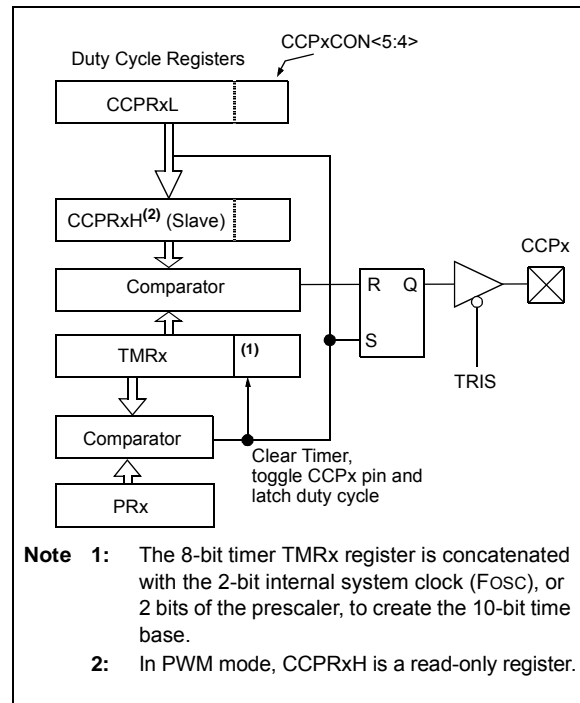 CCPxCON<5:4>
Duty Cycle Registers
CCPRxL
CCPRxH(2) (Slave)
CCPx
Comparator
R Q
TMRx (1)
S
TRIS
Comparator
Clear Timer,
toggle CCPx pin and
latch duty cycle
PRx
Note 1: The 8-bit timer TMRx register is concatenated
with the 2-bit internal system clock (FOSC), or
2 bits of the prescaler, to create the 10-bit time
base.
2: In PWM mode, CCPRxH is a read-only register.